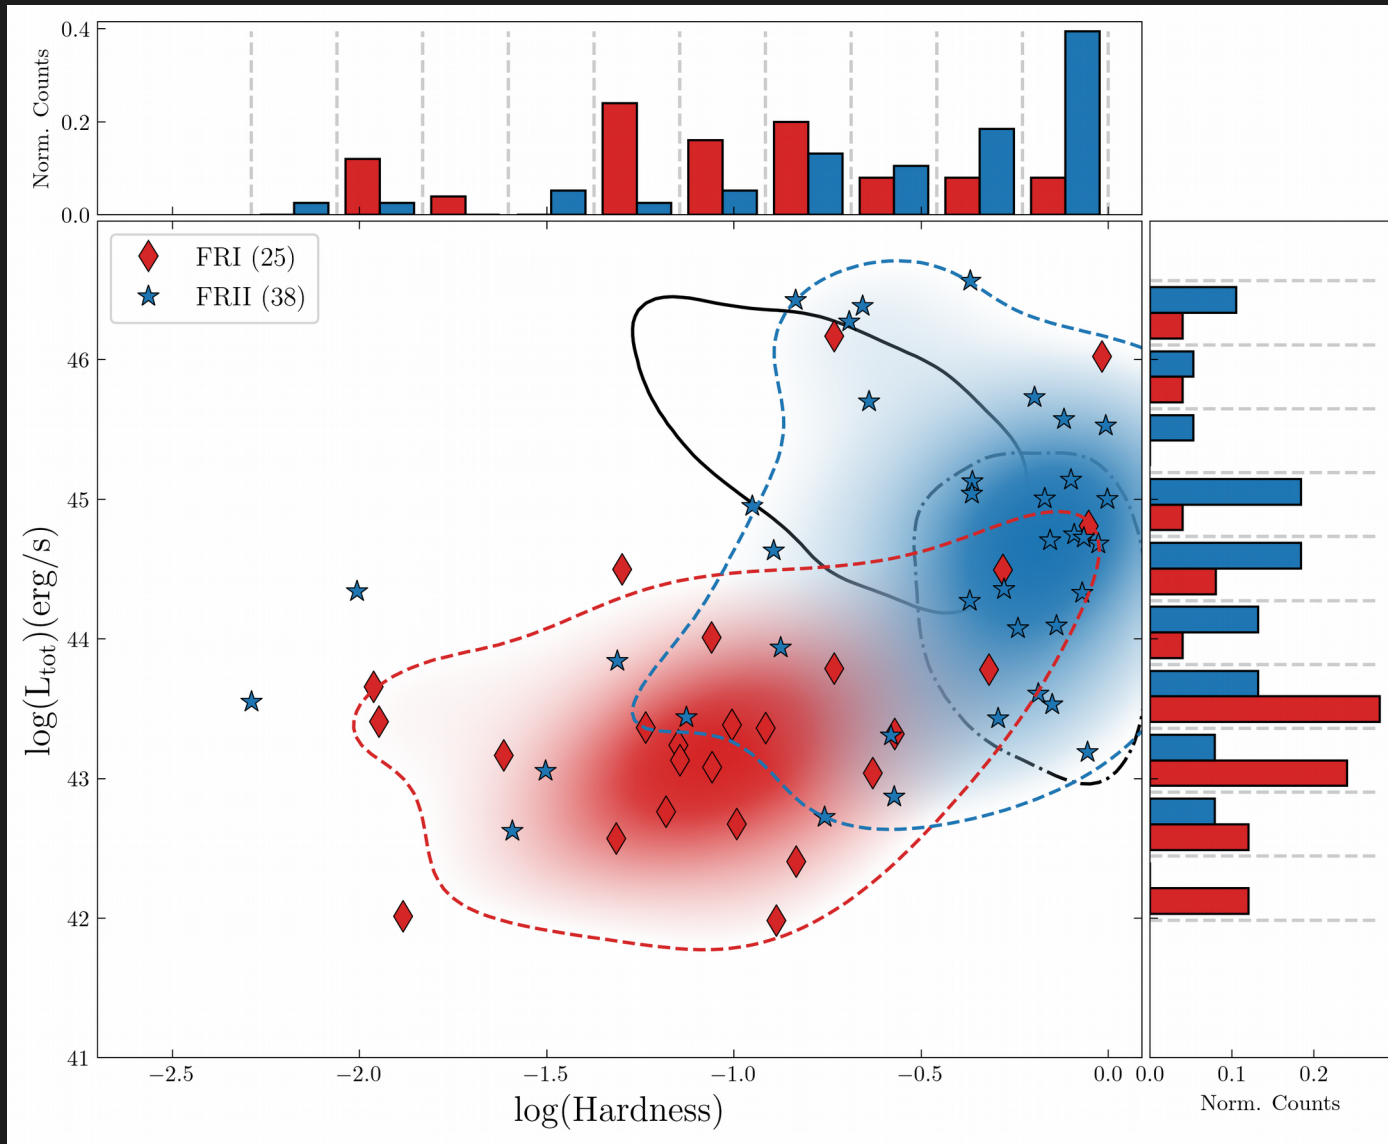 Norm. Counts
0.4
0.2
0.0
FRI (25)
FRII (38)
log(L_tot)(erg/s)
46
45
44
43
42
41
−2.5 −2.0 −1.5 −1.0 −0.5 0.0
log(Hardness)
0.0 0.1 0.2
Norm. Counts